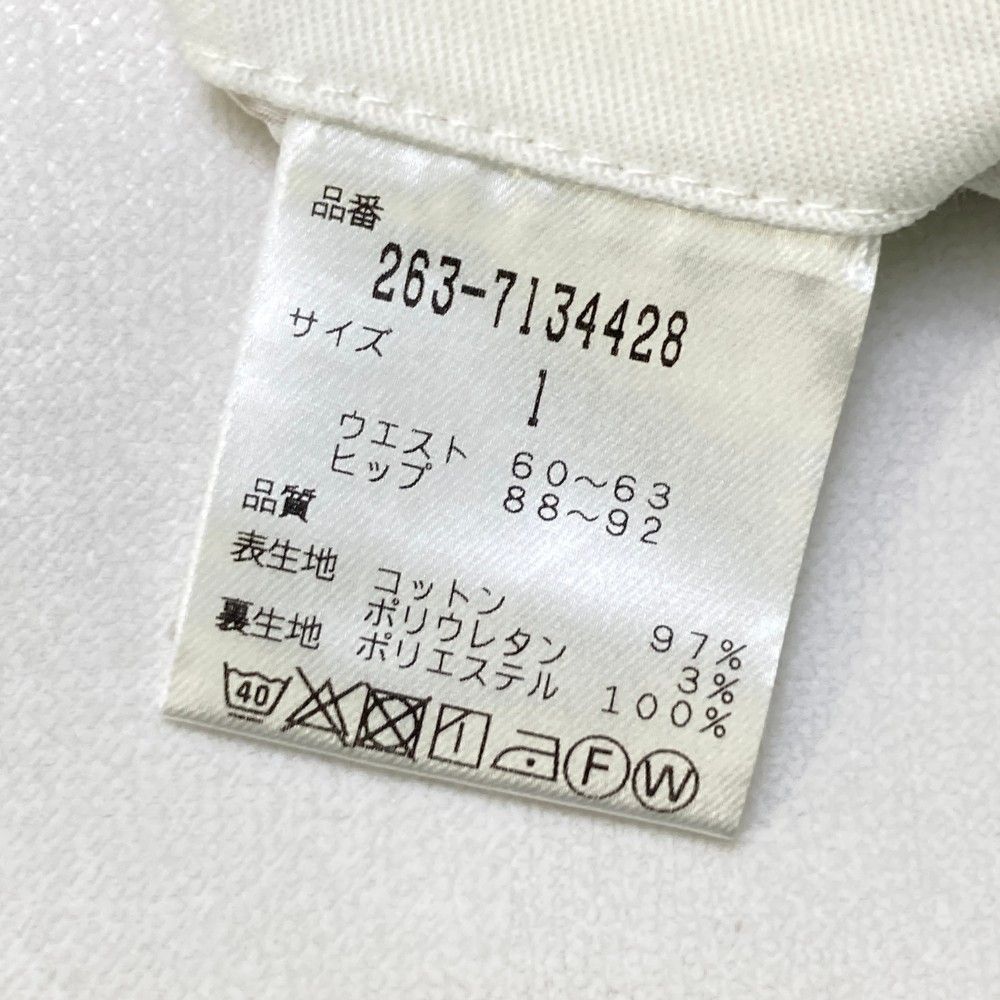 品番
263-7134428
サイズ
1
ウエスト 60～63
ヒップ 88～92
品質
表生地 コットン 97%
ポリウレタン 3%
裏生地 ポリエステル 100%
40 F W